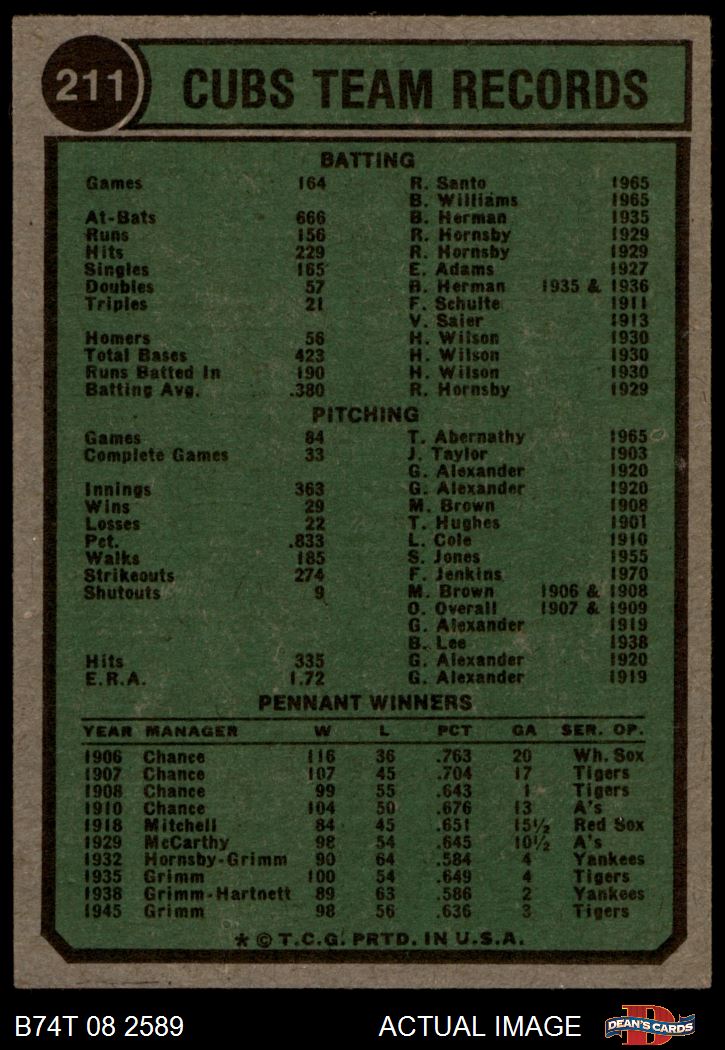 211 CUBS TEAM RECORDS
BATTING
Games 164 R. Santo 1965
B. Williams 1965
At-Bats 666 B. Herman 1935
Runs 156 R. Hornsby 1929
Hits 229 R. Hornsby 1929
Singles 165 E. Adams 1927
Doubles 57 B. Herman 1935 & 1936
Triples 21 F. Schulte 1911
V. Saier 1913
Homers 56 H. Wilson 1930
Total Bases 423 H. Wilson 1930
Runs Batted In 190 H. Wilson 1930
Batting Avg. .380 R. Hornsby 1929
PITCHING
Games 84 T. Abernathy 1965
Complete Games 33 J. Taylor 1903
G. Alexander 1920
Innings 363 G. Alexander 1920
Wins 29 M. Brown 1908
Losses 22 T. Hughes 1901
Pct. .833 L. Cole 1910
Walks 185 S. Jones 1955
Strikeouts 274 F. Jenkins 1970
Shutouts 9 M. Brown 1906 & 1908
O. Overall 1907 & 1909
G. Alexander 1919
B. Lee 1938
Hits 335 G. Alexander 1920
E.R.A. 1.72 G. Alexander 1919
PENNANT WINNERS
YEAR MANAGER W L PCT GA SER. OP.
1906 Chance 116 36 .763 20 Wh. Sox
1907 Chance 107 45 .704 17 Tigers
1908 Chance 99 55 .643 1 Tigers
1910 Chance 104 50 .676 13 A's
1918 Mitchell 84 45 .651 15½ Red Sox
1929 McCarthy 98 54 .645 10½ A's
1932 Hornsby-Grimm 90 64 .584 4 Yankees
1935 Grimm 100 54 .649 4 Tigers
1938 Grimm-Hartnett 89 63 .586 2 Yankees
1945 Grimm 98 56 .636 3 Tigers
* © T.C.G. PRTD. IN U.S.A.
B74T 08 2589 ACTUAL IMAGE DEAN'S CARDS